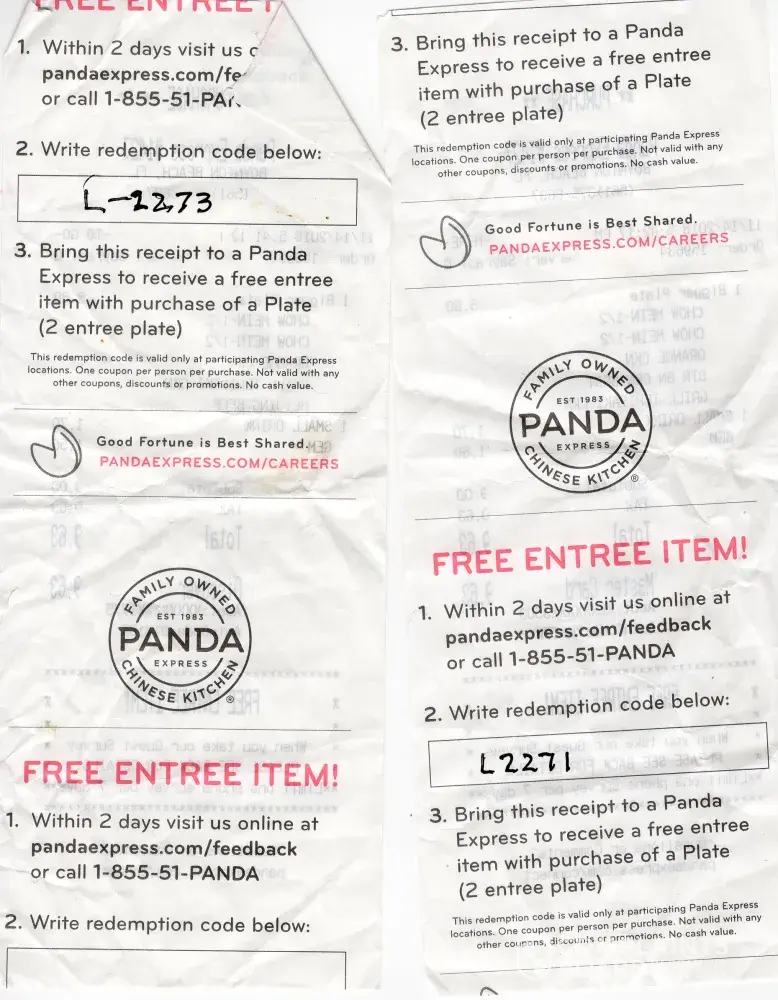 FREE ENTREE I
1. Within 2 days visit us
pandaexpress.com/fe
or call 1-855-51-PA
2. Write redemption code below:
L-2273
3. Bring this receipt to a Panda
Express to receive a free entree
item with purchase of a Plate
(2 entree plate)
This redemption code is valid only at participating Panda Express
locations. One coupon per person per purchase. Not valid with any
other coupons, discounts or promotions. No cash value.
Good Fortune is Best Shared.
PANDAEXPRESS.COM/CAREERS
FAMILY OWNED
EST 1983
PANDA
EXPRESS
CHINESE KITCHEN
®
FREE ENTREE ITEM!
1. Within 2 days visit us online at
pandaexpress.com/feedback
or call 1-855-51-PANDA
2. Write redemption code below:
3. Bring this receipt to a Panda
Express to receive a free entree
item with purchase of a Plate
(2 entree plate)
This redemption code is valid only at participating Panda Express
locations. One coupon per person per purchase. Not valid with any
other coupons, discounts or promotions. No cash value.
Good Fortune is Best Shared.
PANDAEXPRESS.COM/CAREERS
FAMILY OWNED
EST 1983
PANDA
EXPRESS
CHINESE KITCHEN
®
FREE ENTREE ITEM!
1. Within 2 days visit us online at
pandaexpress.com/feedback
or call 1-855-51-PANDA
2. Write redemption code below:
L2271
3. Bring this receipt to a Panda
Express to receive a free entree
item with purchase of a Plate
(2 entree plate)
This redemption code is valid only at participating Panda Express
locations. One coupon per person per purchase. Not valid with any
other coupons, discounts or promotions. No cash value.